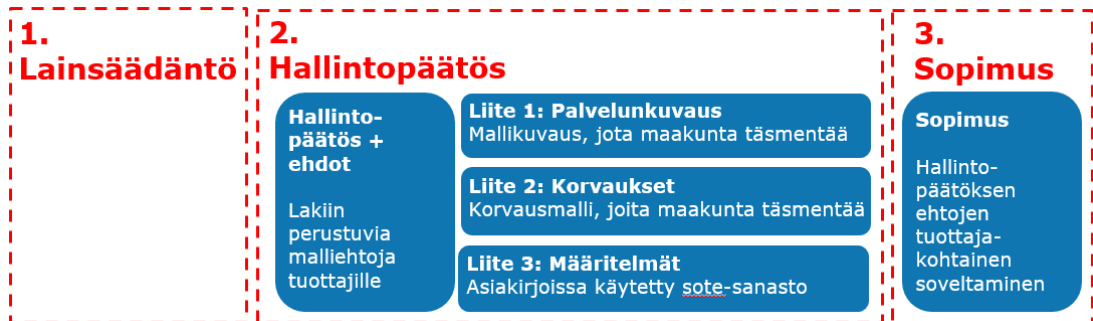 1.
Lainsäädäntö
2.
Hallintopäätös
Hallinto-
päätös +
ehdot
Lakiin
perustuvia
malliehtoja
tuottajille
Liite 1: Palvelunkuvaus
Mallikuvaus, jota maakunta täsmentää
Liite 2: Korvaukset
Korvausmalli, joita maakunta täsmentää
Liite 3: Määritelmät
Asiakirjoissa käytetty sote-sanasto
3.
Sopimus
Sopimus
Hallinto-
päätöksen
ehtojen
tuottaja-
kohtainen
soveltaminen